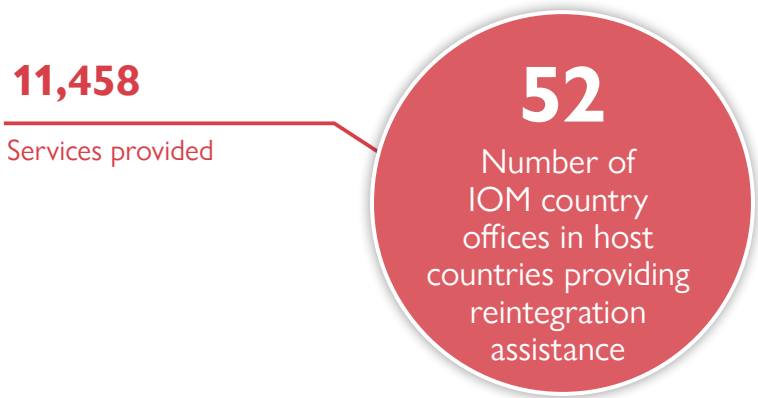 11,458
Services provided
52
Number of
IOM country
offices in host
countries providing
reintegration
assistance